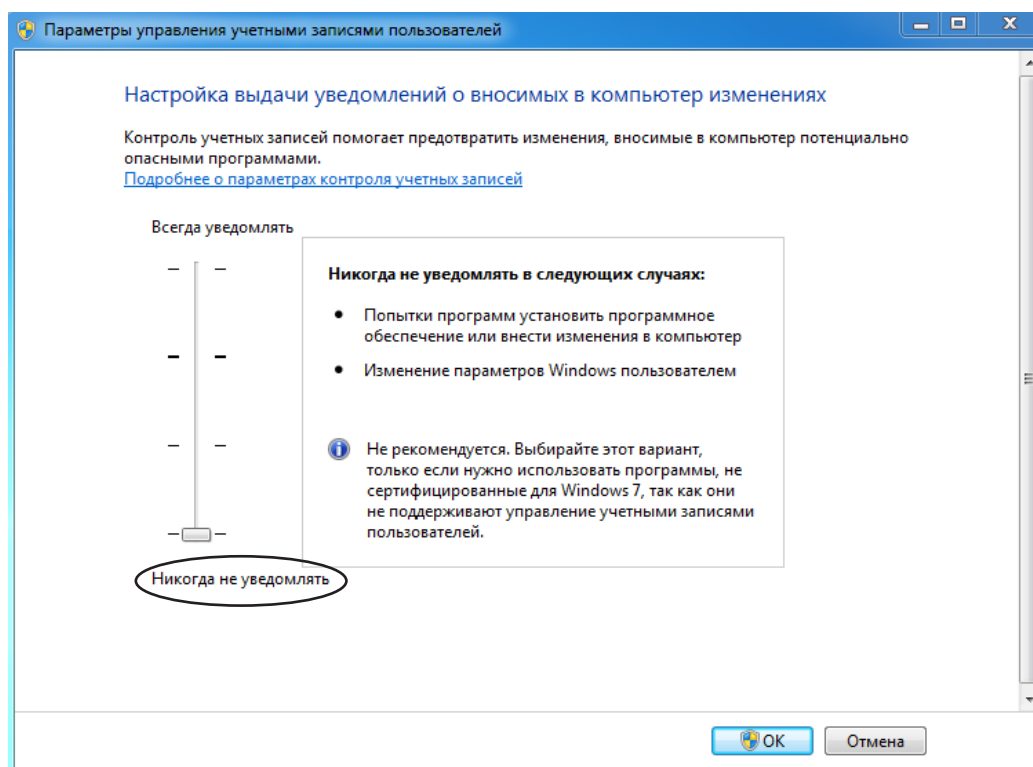 Параметры управления учетными записями пользователей
Настройка выдачи уведомлений о вносимых в компьютер изменениях
Контроль учетных записей помогает предотвратить изменения, вносимые в компьютер потенциально
опасными программами.
Подробнее о параметрах контроля учетных записей
Всегда уведомлять
Никогда не уведомлять в следующих случаях:
Попытки программ установить программное
обеспечение или внести изменения в компьютер
Изменение параметров Windows пользователем
Не рекомендуется. Выбирайте этот вариант,
только если нужно использовать программы, не
сертифицированные для Windows 7, так как они
не поддерживают управление учетными записями
пользователей.
Никогда не уведомлять
OK
Отмена